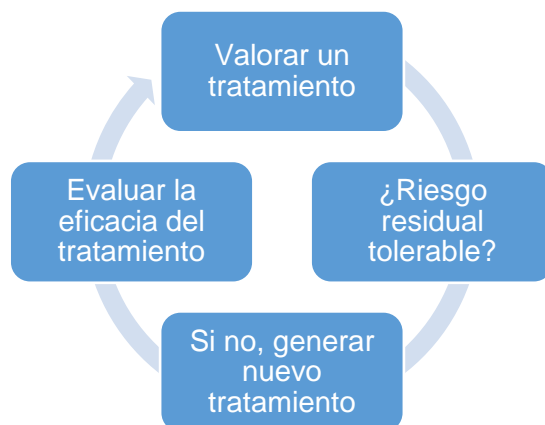 Valorar un
tratamiento
¿Riesgo
residual
tolerable?
Si no, generar
nuevo
tratamiento
Evaluar la
eficacia del
tratamiento